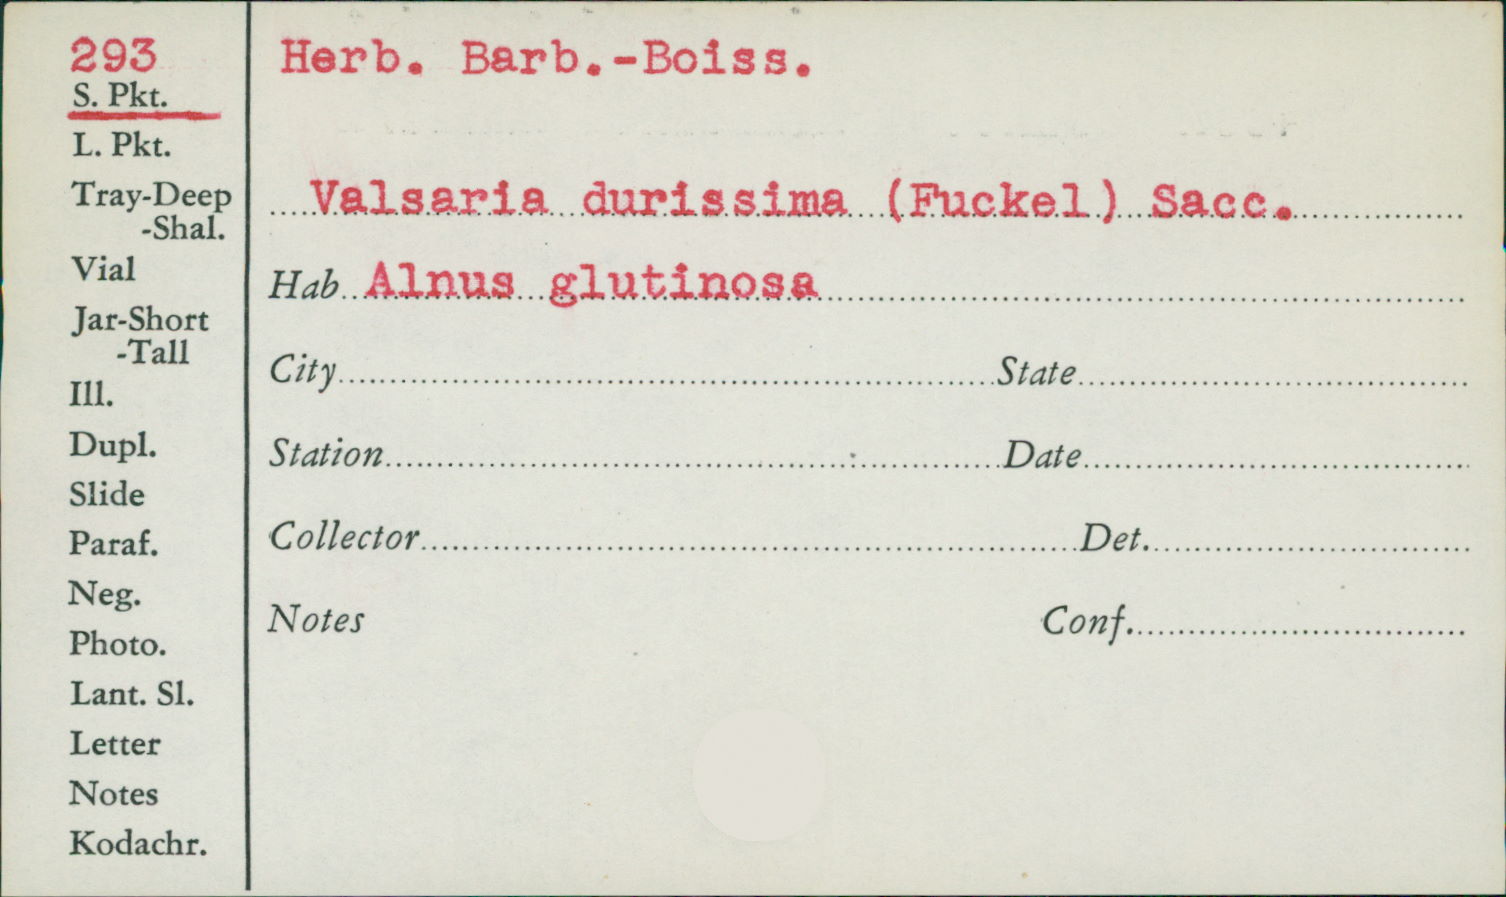 293
S. Pkt.
L. Pkt.
Tray-Deep
-Shal.
Vial
Jar-Short
-Tall
Ill.
Dupl.
Slide
Paraf.
Neg.
Photo.
Lant. Sl.
Letter
Notes
Kodachr.
Herb. Barb.-Boiss.
Valsaria durissima (Fuckel) Sacc.
Hab. Alnus glutinosa
City State
Station Date
Collector Det.
Notes Conf.